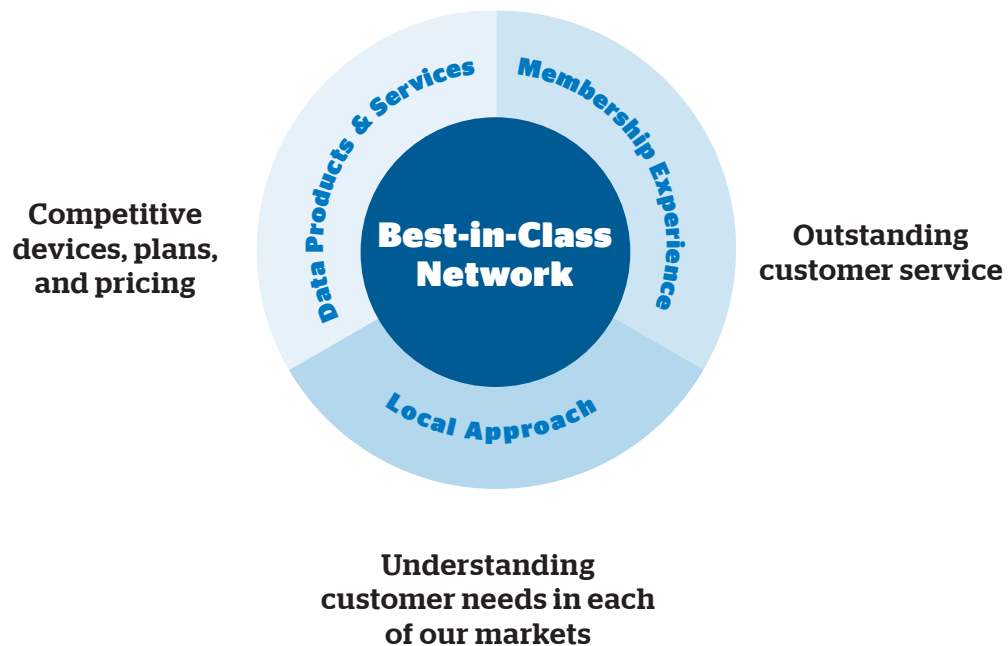 Data Products & Services
Membership Experience
Best-in-Class
Network
Local Approach
Competitive
devices, plans,
and pricing
Outstanding
customer service
Understanding
customer needs in each
of our markets